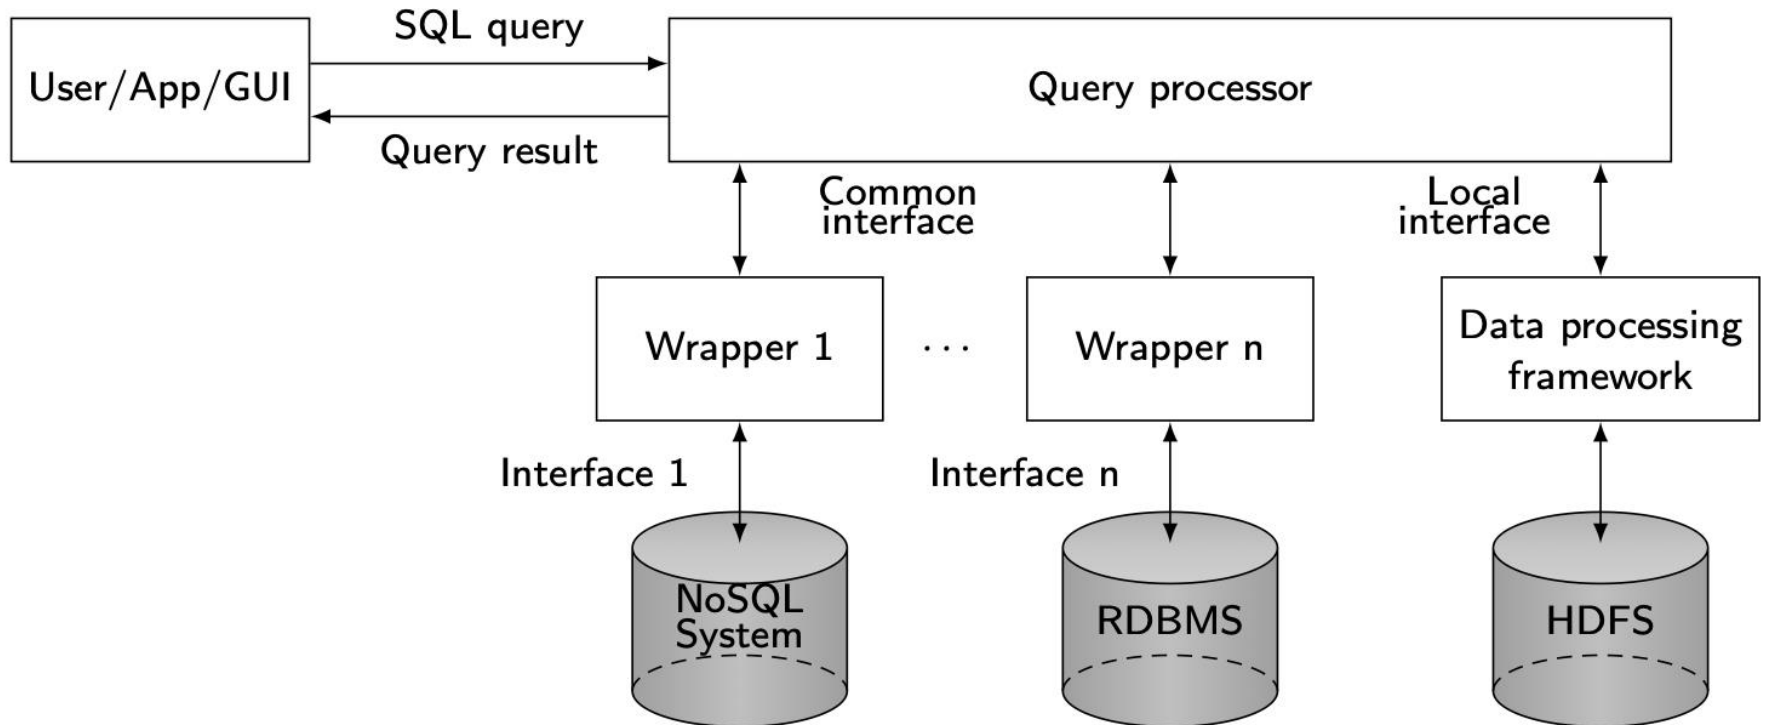 SQL query
User/App/GUI
Query processor
Query result
Common
interface
Local
interface
Wrapper 1
. . .
Wrapper n
Data processing
framework
Interface 1
Interface n
NoSQL
System
RDBMS
HDFS